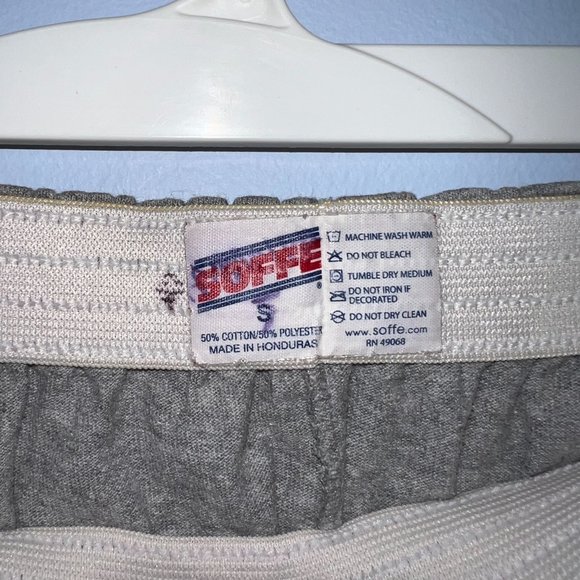 SOFFE
®
S
50% COTTON/50% POLYESTER
MADE IN HONDURAS
MACHINE WASH WARM
DO NOT BLEACH
TUMBLE DRY MEDIUM
DO NOT IRON IF
DECORATED
DO NOT DRY CLEAN
www.soffe.com
RN 49068